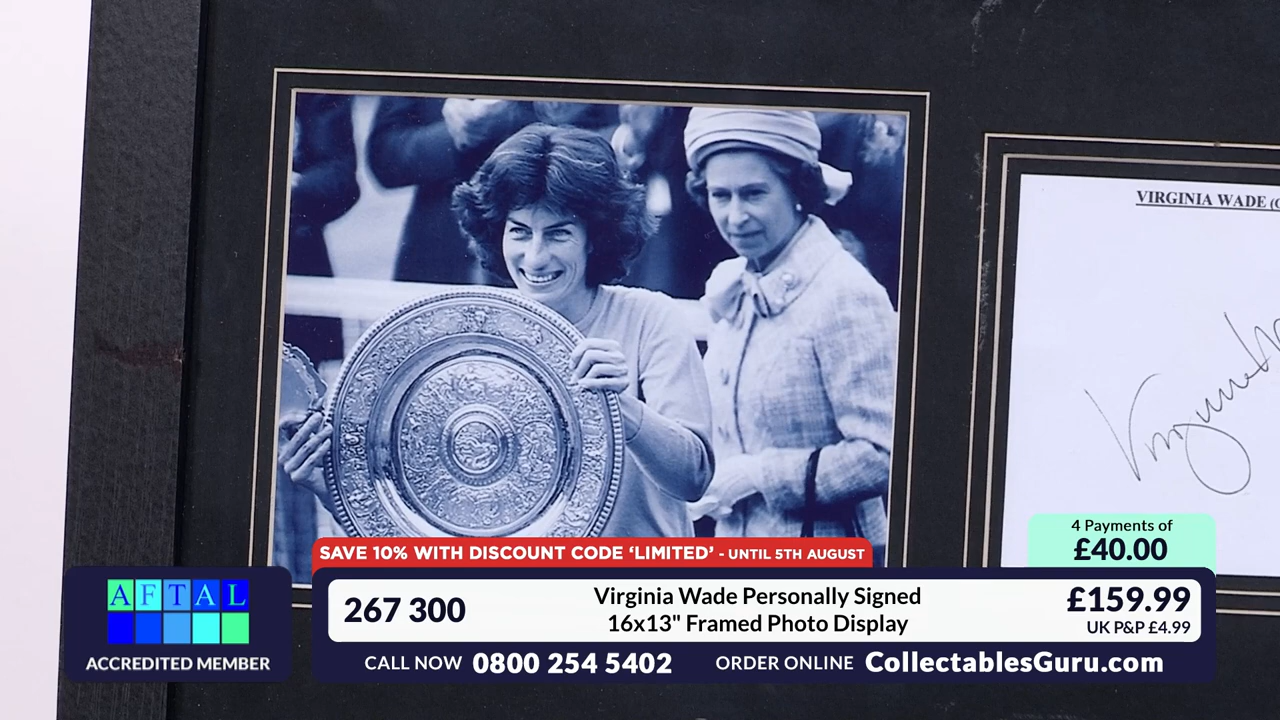 VIRGINIA WADE
SAVE 10% WITH DISCOUNT CODE ‘LIMITED’ - UNTIL 5TH AUGUST
4 Payments of
£40.00
AFTAL
ACCREDITED MEMBER
267 300
Virginia Wade Personally Signed
16x13" Framed Photo Display
£159.99
UK P&P £4.99
CALL NOW 0800 254 5402
ORDER ONLINE CollectablesGuru.com